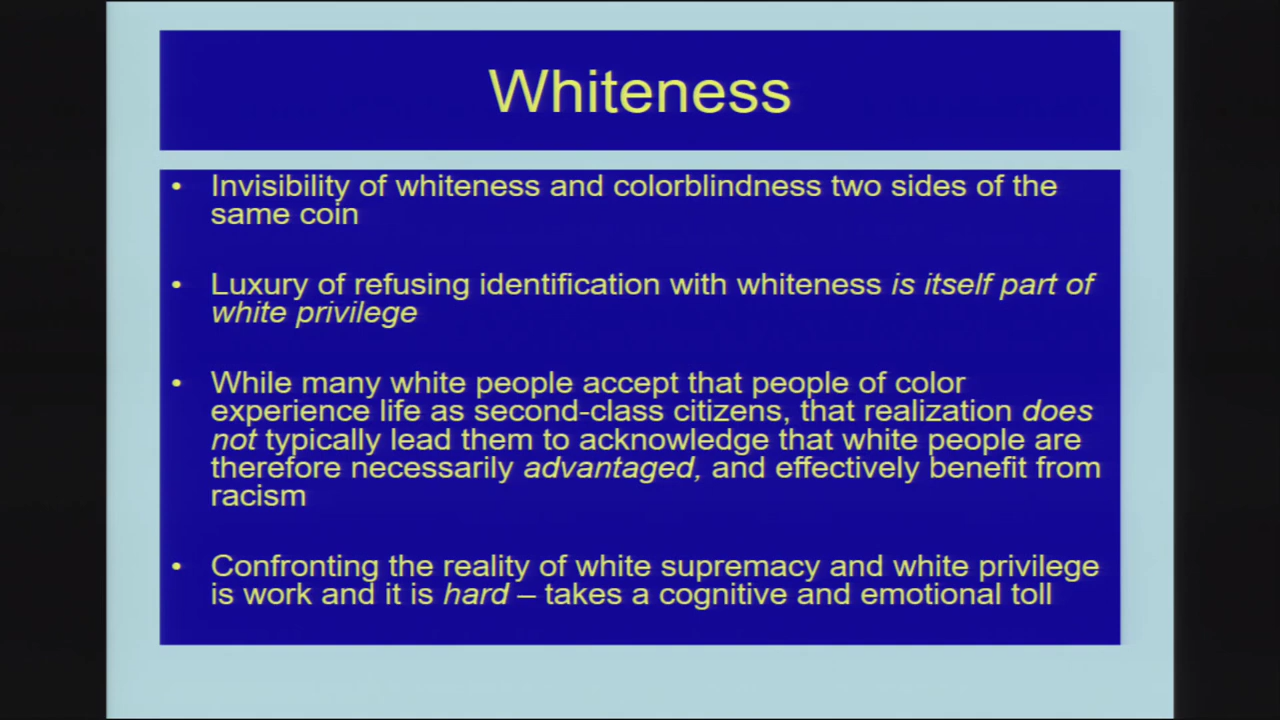 Whiteness
• Invisibility of whiteness and colorblindness two sides of the
same coin
• Luxury of refusing identification with whiteness is itself part of
white privilege
• While many white people accept that people of color
experience life as second-class citizens, that realization does
not typically lead them to acknowledge that white people are
therefore necessarily advantaged, and effectively benefit from
racism
• Confronting the reality of white supremacy and white privilege
is work and it is hard – takes a cognitive and emotional toll